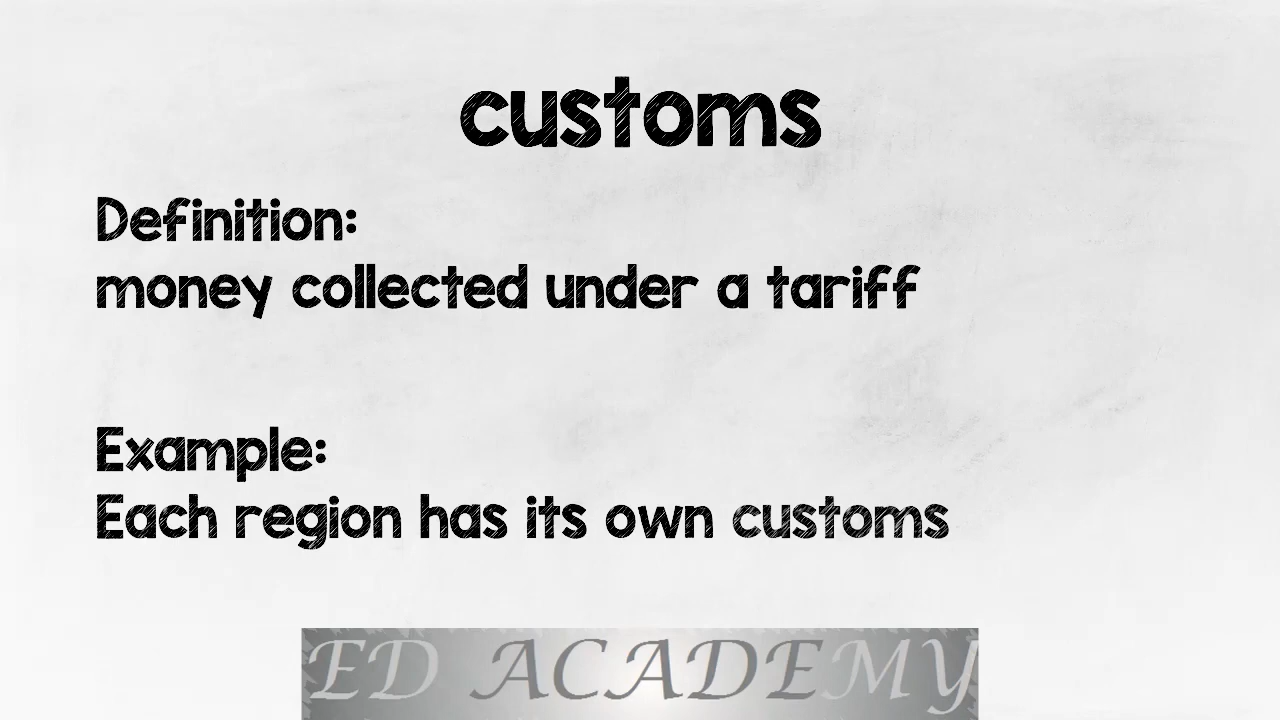 customs
Definition:
money collected under a tariff
Example:
Each region has its own customs
ED ACADEMY